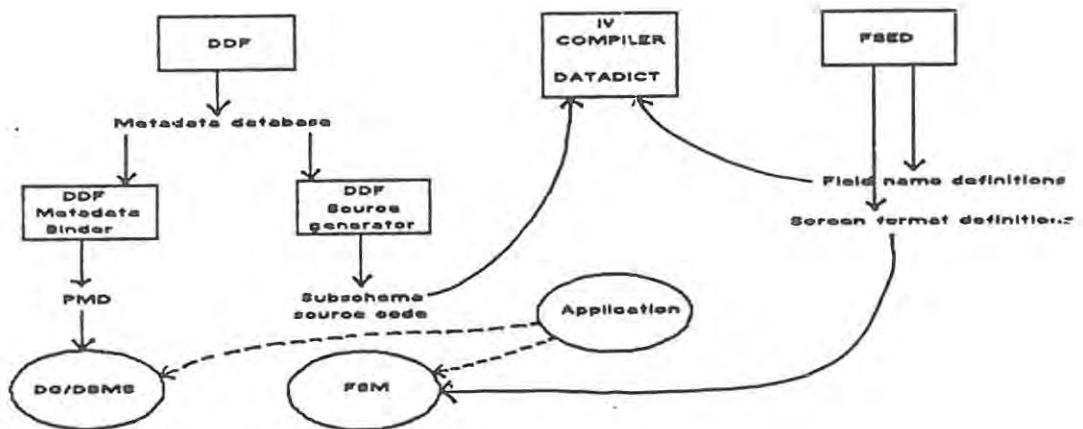 DDF
IV
COMPILER
DATADICT
FSED
Metadata database
DDF
Metadata
Binder
DDF
Source
generator
Field name definitions
Screen format definitions
PMD
Subschema
source code
Application
DG/DBMS
FSM